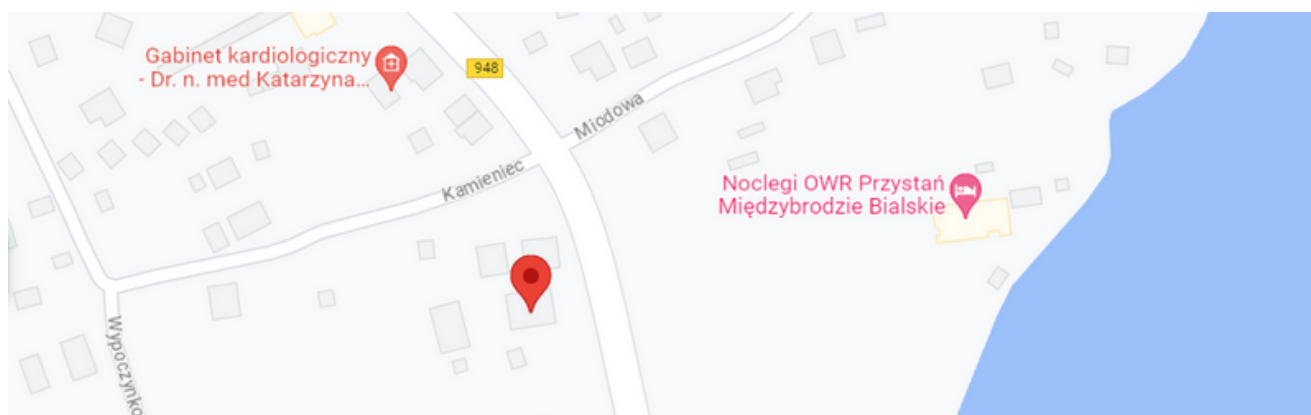 Gabinet kardiologiczny
- Dr. n. med Katarzyna...
948
Miodowa
Kamieniec
Noclegi OWR Przystań
Międzybrodzie Bialskie
Wypoczynko